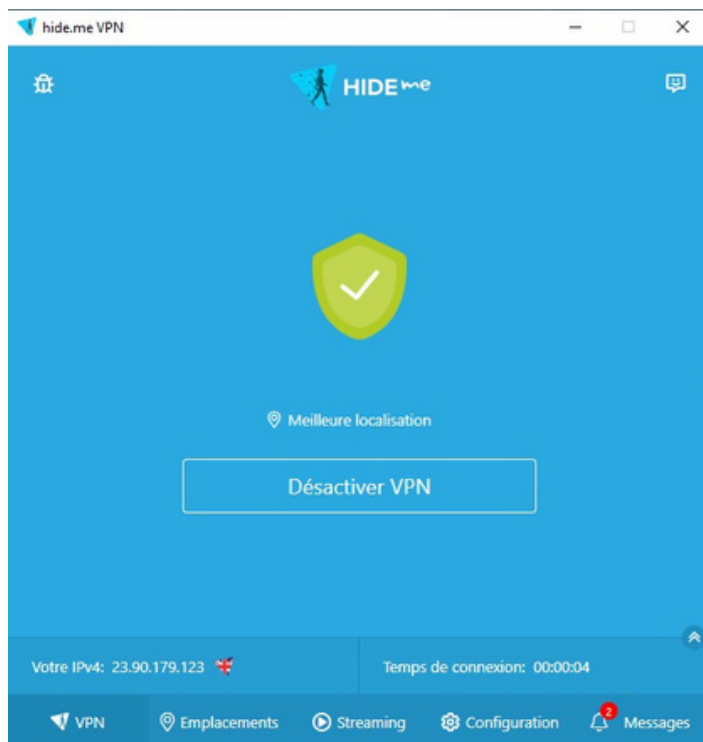 hide.me VPN
HIDE me
Meilleure localisation
Désactiver VPN
Votre IPv4: 23.90.179.123
Temps de connexion: 00:00:04
VPN
Emplacements
Streaming
Configuration
2
Messages